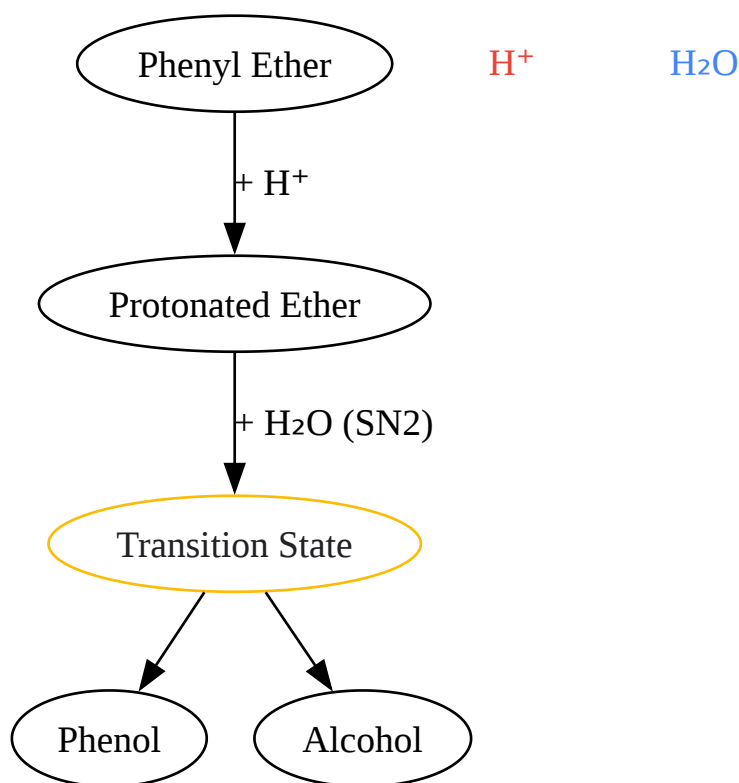 Phenyl Ether
H⁺
H₂O
+ H⁺
Protonated Ether
+ H₂O (SN2)
Transition State
Phenol
Alcohol